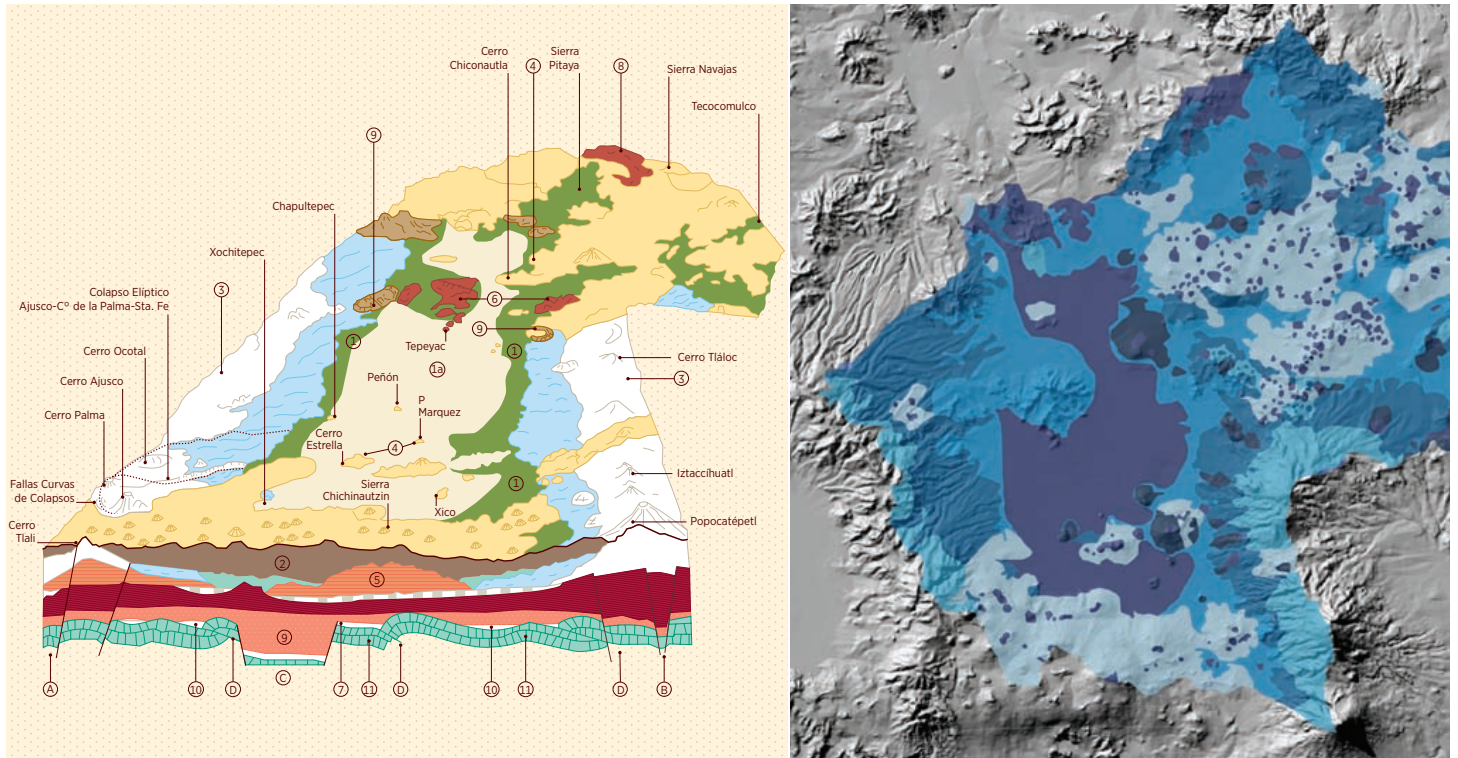 Cerro
Chiconautla
④
Sierra
Pitaya
⑧
Sierra Navajas
Tecocomulco
⑨
Chapultepec
Xochitepec
③
Colapso Elíptico
Ajusco-Cº de la Palma-Sta. Fe
Cerro Ocotal
Cerro Ajusco
Cerro Palma
⑥
⑨
①
Tepeyac
①
1a
Cerro Tláloc
③
Peñón
P
Marquez
Cerro
Estrella
④
Fallas Curvas
de Colapsos
Sierra
Chichinautzin
①
Iztaccíhuatl
Xico
Popocatépetl
Cerro
Tlali
②
⑤
⑨
A
10
D
C
7
11
D
10
11
D
B